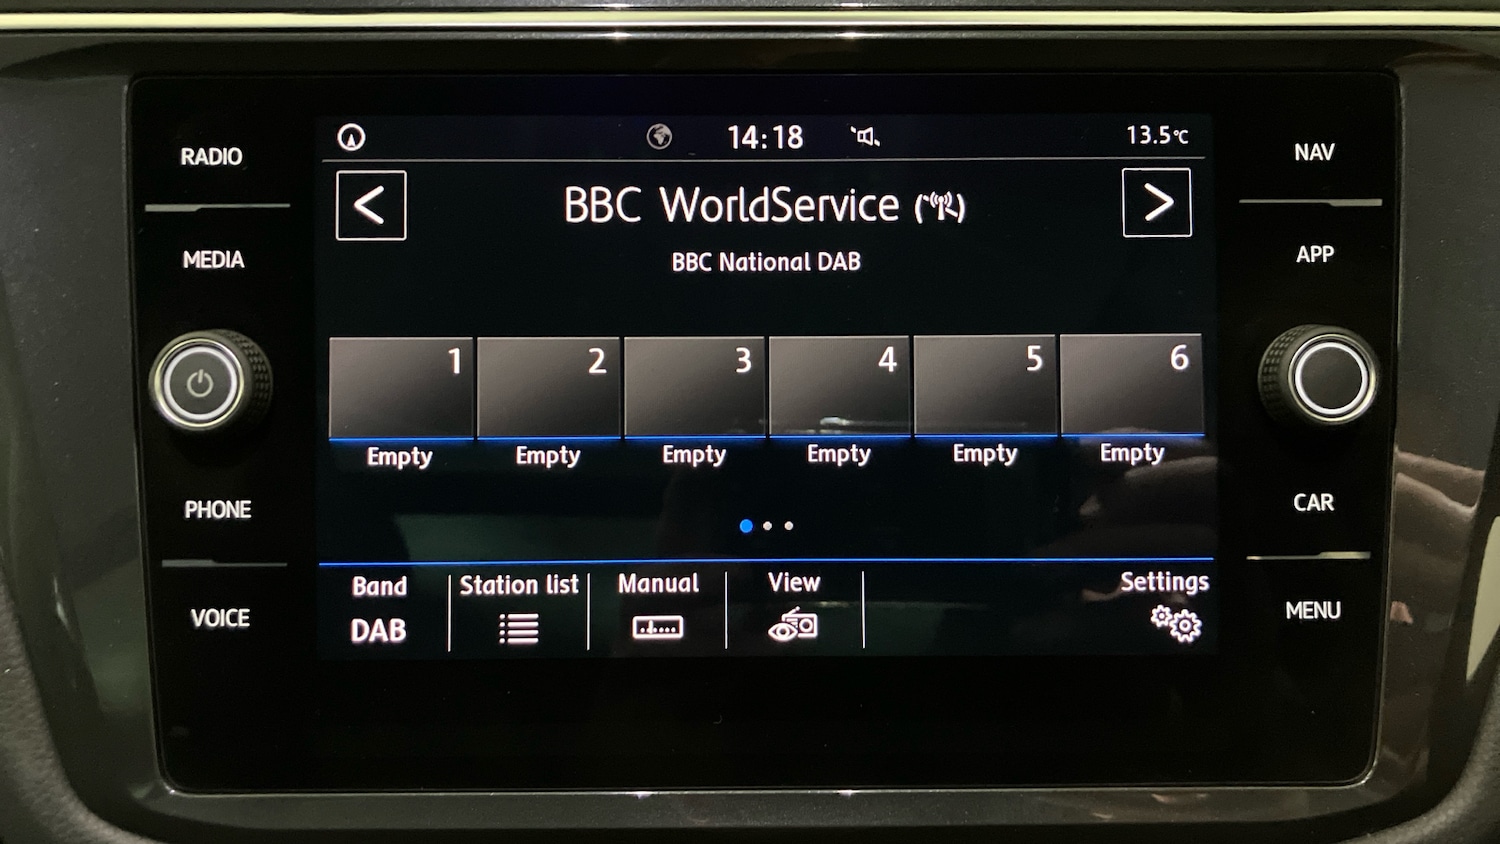 RADIO
MEDIA
PHONE
VOICE
14:18
13.5°C
<
BBC WorldService
>
BBC National DAB
1
2
3
4
5
6
Empty
Empty
Empty
Empty
Empty
Empty
Band
DAB
Station list
Manual
View
Settings
NAV
APP
CAR
MENU